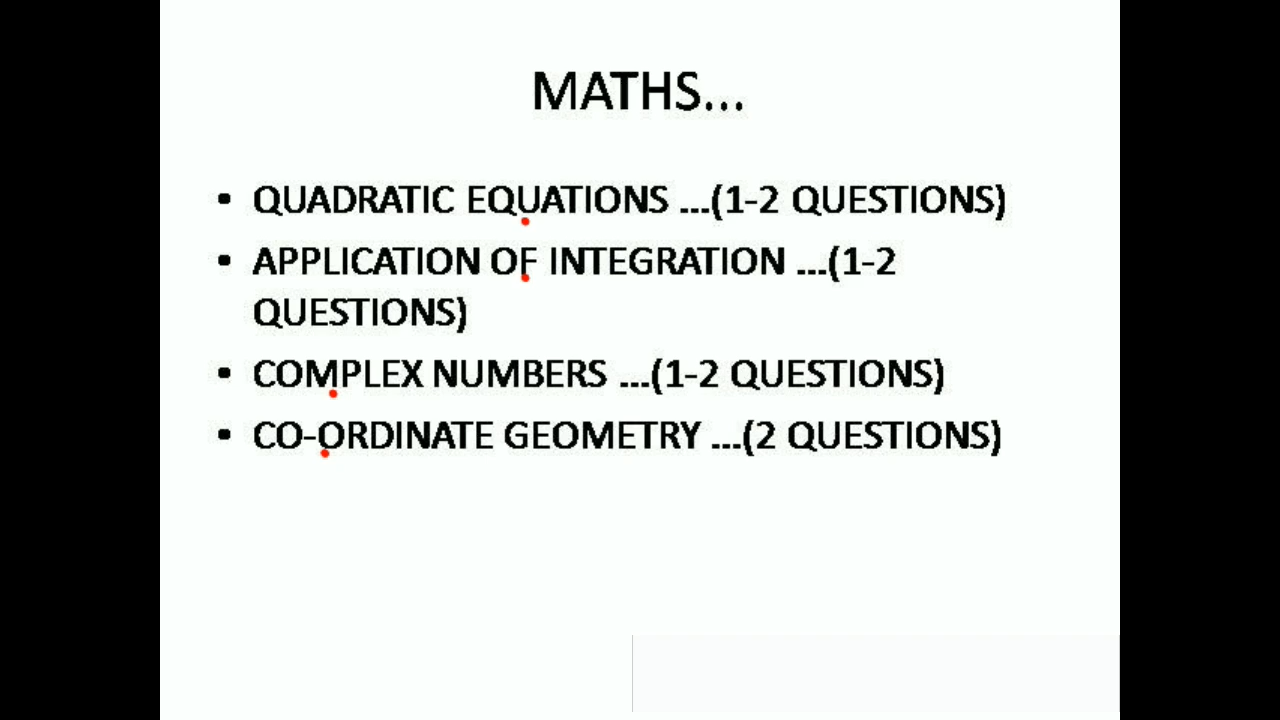 MATHS...
• QUADRATIC EQUATIONS ...(1-2 QUESTIONS)
• APPLICATION OF INTEGRATION ...(1-2
QUESTIONS)
• COMPLEX NUMBERS ...(1-2 QUESTIONS)
• CO-ORDINATE GEOMETRY ...(2 QUESTIONS)